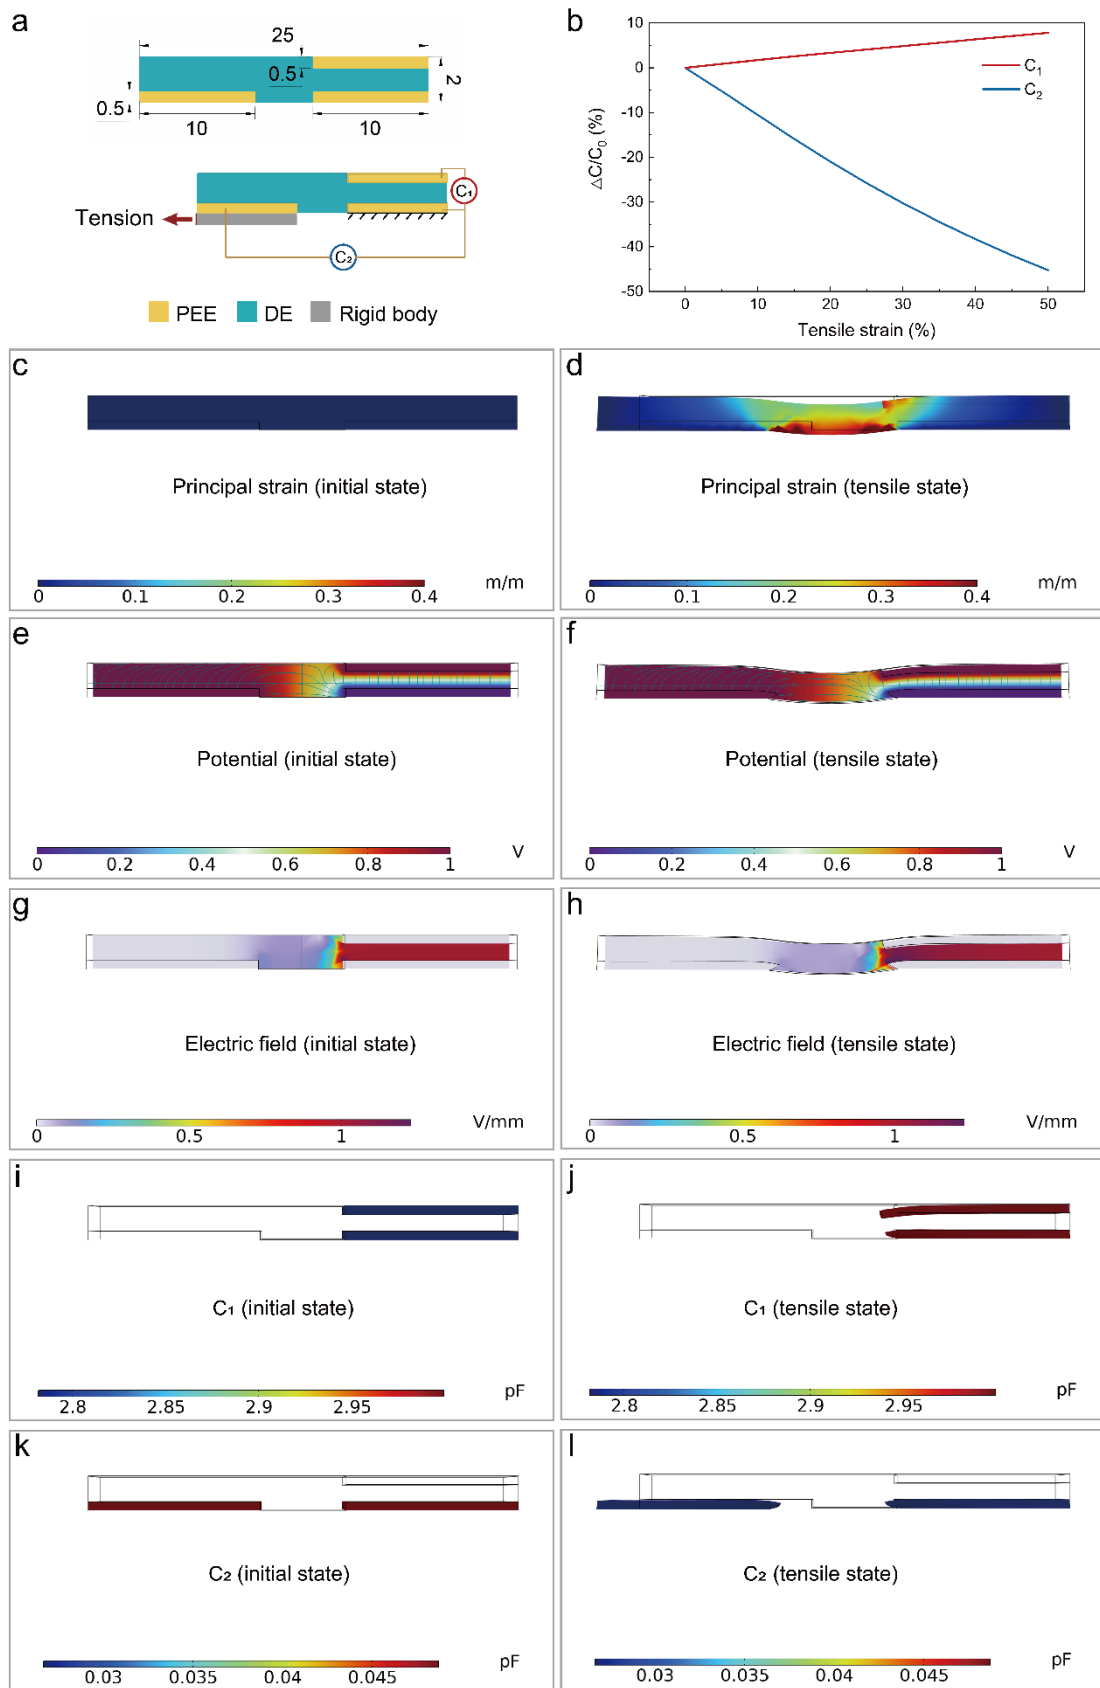 a
25
0.5
2
0.5
10
10
C₁
Tension
C₂
PEE
DE
Rigid body
b
10
0
-10
-20
-30
-40
-50
ΔC/C₀ (%)
C₁
C₂
0
10
20
30
40
50
Tensile strain (%)
c
Principal strain (initial state)
m/m
0
0.1
0.2
0.3
0.4
d
Principal strain (tensile state)
m/m
0
0.1
0.2
0.3
0.4
e
Potential (initial state)
V
0
0.2
0.4
0.6
0.8
1
f
Potential (tensile state)
V
0
0.2
0.4
0.6
0.8
1
g
Electric field (initial state)
V/mm
0
0.5
1
h
Electric field (tensile state)
V/mm
0
0.5
1
i
C₁ (initial state)
pF
2.8
2.85
2.9
2.95
j
C₁ (tensile state)
pF
2.8
2.85
2.9
2.95
k
C₂ (initial state)
pF
0.03
0.035
0.04
0.045
l
C₂ (tensile state)
pF
0.03
0.035
0.04
0.045